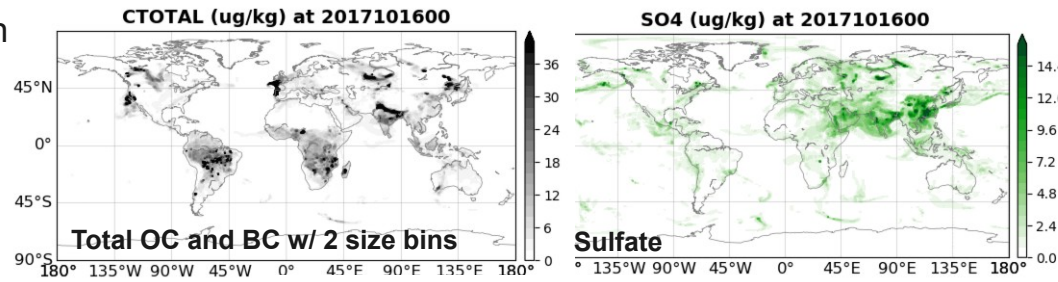 n
CTOTAL (ug/kg) at 2017101600
45°N
0°
45°S
90°S
180° 135°W 90°W 45°W 0° 45°E 90°E 135°E 180°
36
30
24
18
12
6
0
Total OC and BC w/ 2 size bins
SO4 (ug/kg) at 2017101600
° 135°W 90°W 45°W 0° 45°E 90°E 135°E 180°
14.
12.
9.6
7.2
4.8
2.4
0.0
Sulfate